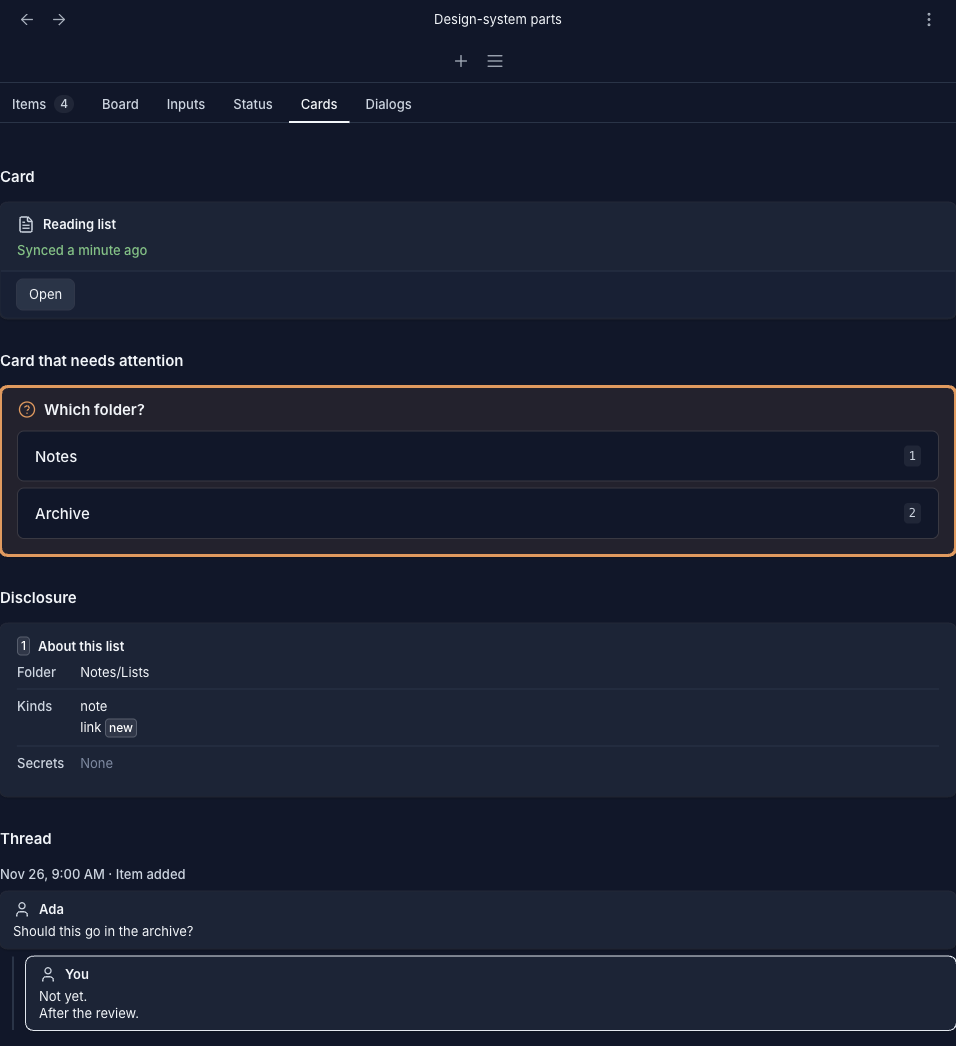 Design-system parts
Items 4 Board Inputs Status Cards Dialogs
Card
Reading list
Synced a minute ago
Open
Card that needs attention
Which folder?
Notes 1
Archive 2
Disclosure
1 About this list
Folder Notes/Lists
Kinds note
link new
Secrets None
Thread
Nov 26, 9:00 AM · Item added
Ada
Should this go in the archive?
You
Not yet.
After the review.